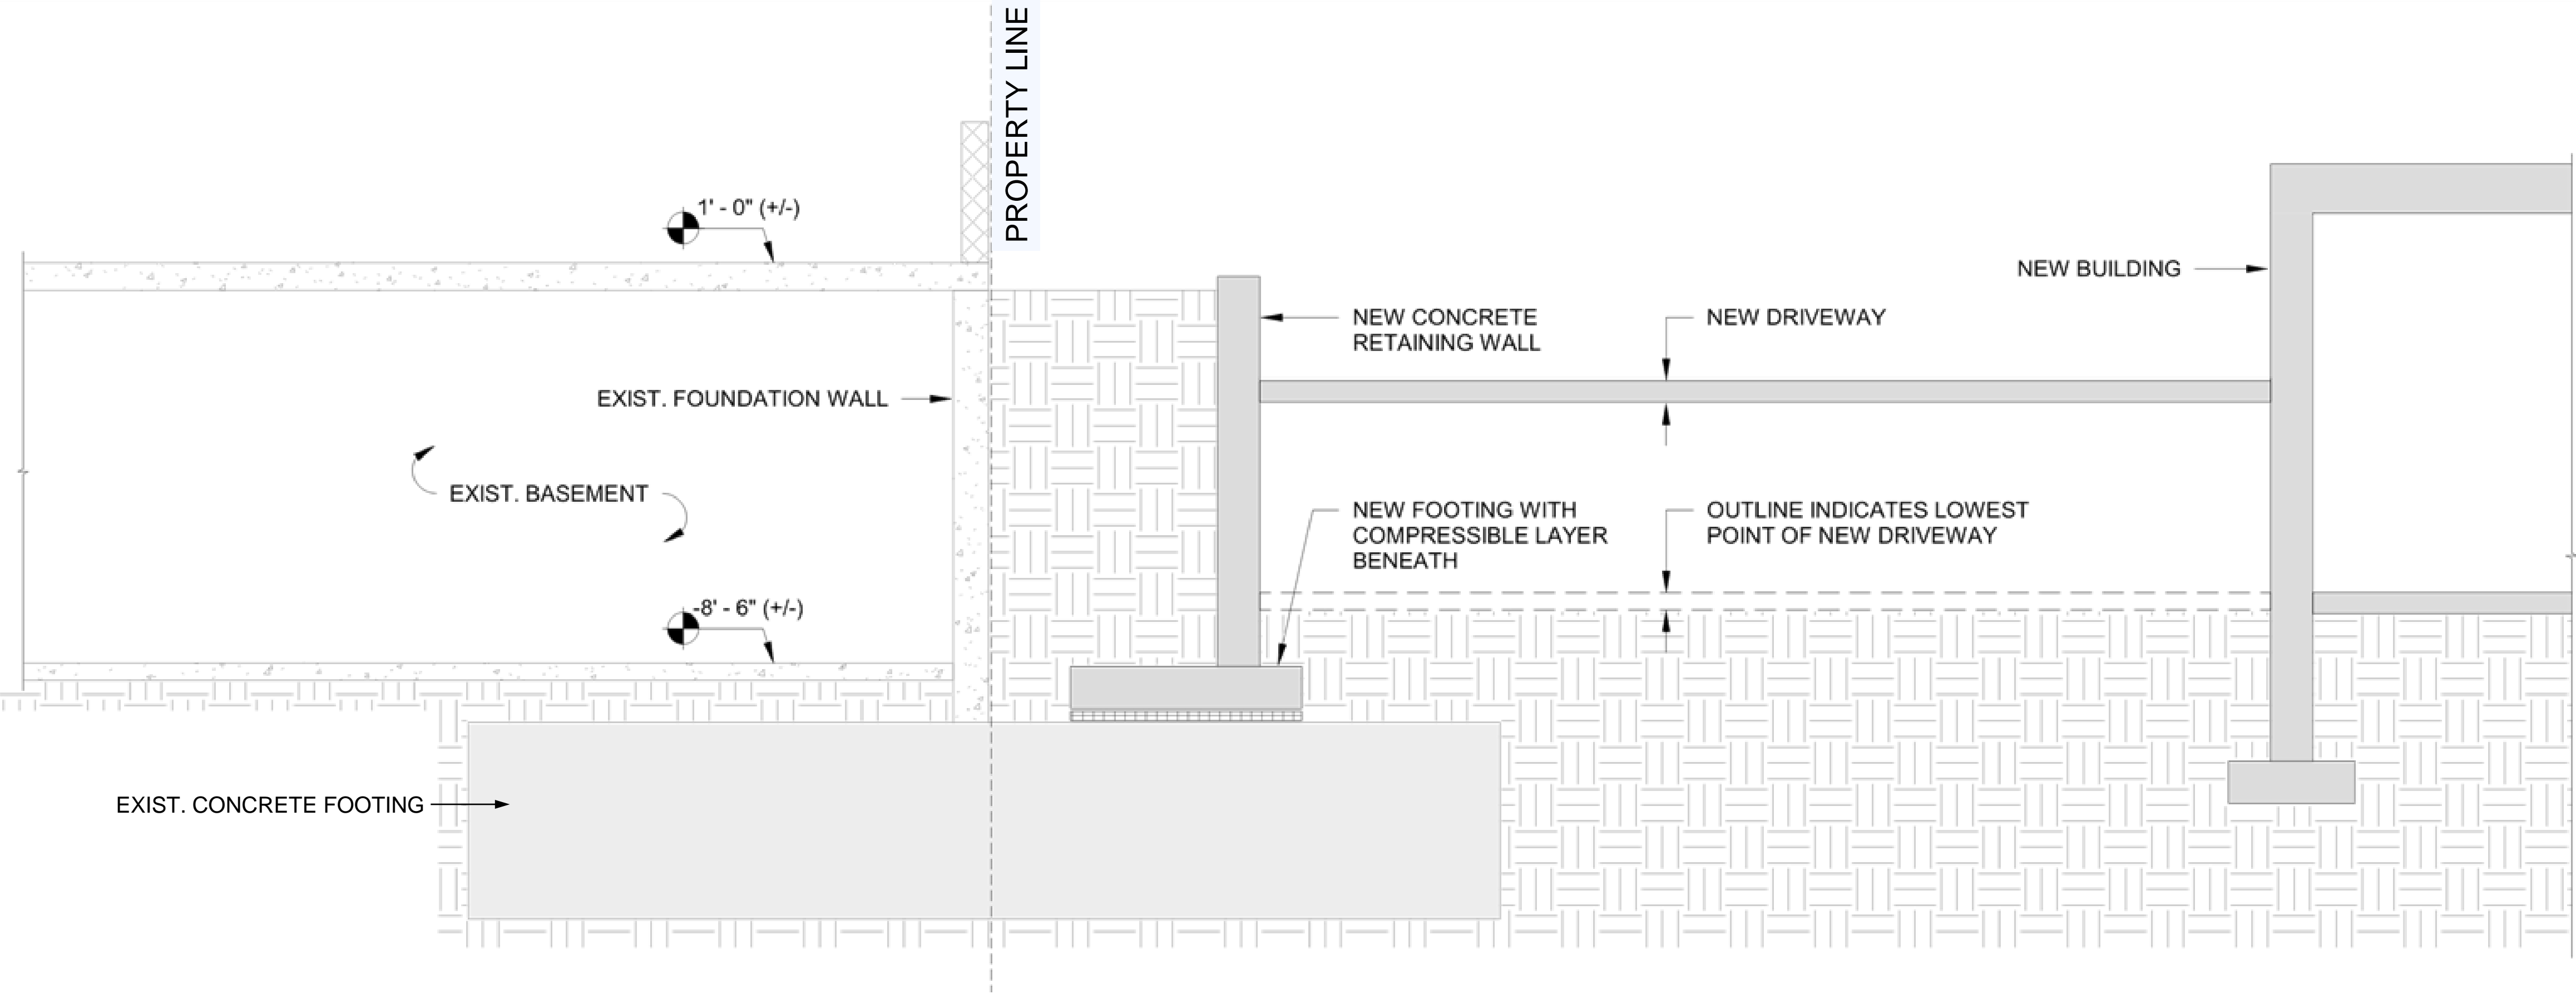 PROPERTY LINE
1' - 0" (+/-)
NEW BUILDING
NEW CONCRETE
RETAINING WALL
NEW DRIVEWAY
EXIST. FOUNDATION WALL
EXIST. BASEMENT
NEW FOOTING WITH
COMPRESSIBLE LAYER
BENEATH
OUTLINE INDICATES LOWEST
POINT OF NEW DRIVEWAY
-8' - 6" (+/-)
EXIST. CONCRETE FOOTING